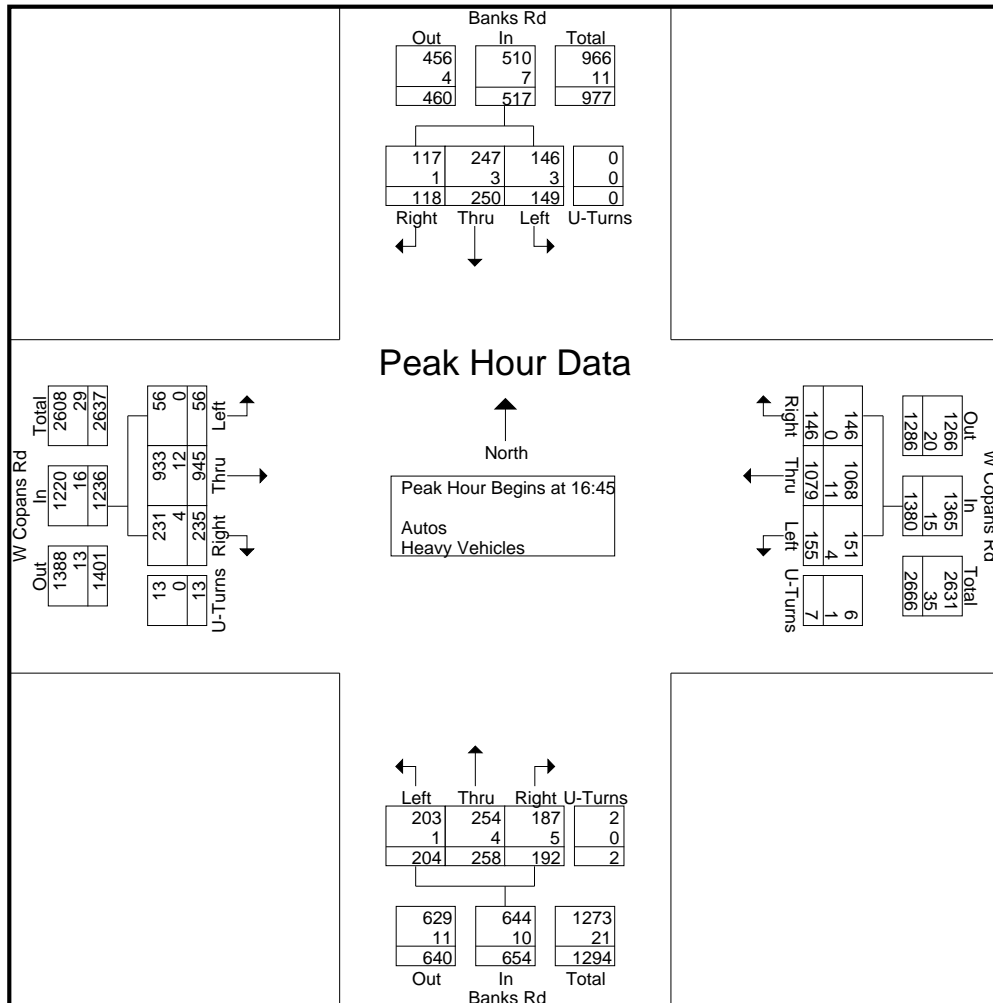 Banks Rd
Out In Total
456 510 966
4 7 11
460 517 977
117 247 146 0
1 3 3 0
118 250 149 0
Right Thru Left U-Turns
Peak Hour Data
North
Peak Hour Begins at 16:45
Autos
Heavy Vehicles
W Copans Rd
Total In Out
2608 1220 1388
29 16 13
2637 1236 1401
56 933 231 13
0 12 4 0
56 945 235 13
Left Thru Right U-Turns
W Copans Rd
Out In Total
1266 1365 2631
20 15 35
1286 1380 2666
146 1068 151 6
0 11 4 1
146 1079 155 7
Right Thru Left U-Turns
Left Thru Right U-Turns
203 254 187 2
1 4 5 0
204 258 192 2
629 644 1273
11 10 21
640 654 1294
Out In Total
Banks Rd